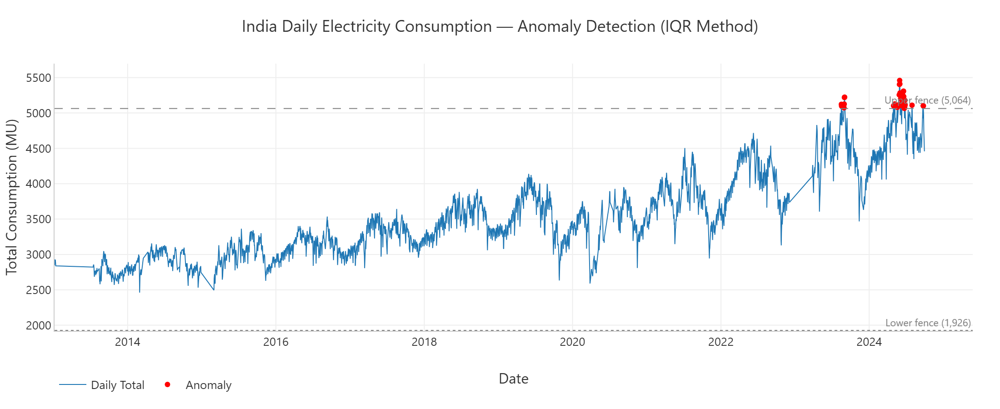 India Daily Electricity Consumption — Anomaly Detection (IQR Method)
Total Consumption (MU)
5500
5000
4500
4000
3500
3000
2500
2000
Upper fence (5,064)
Lower fence (1,926)
2014
2016
2018
2020
2022
2024
Date
Daily Total
Anomaly